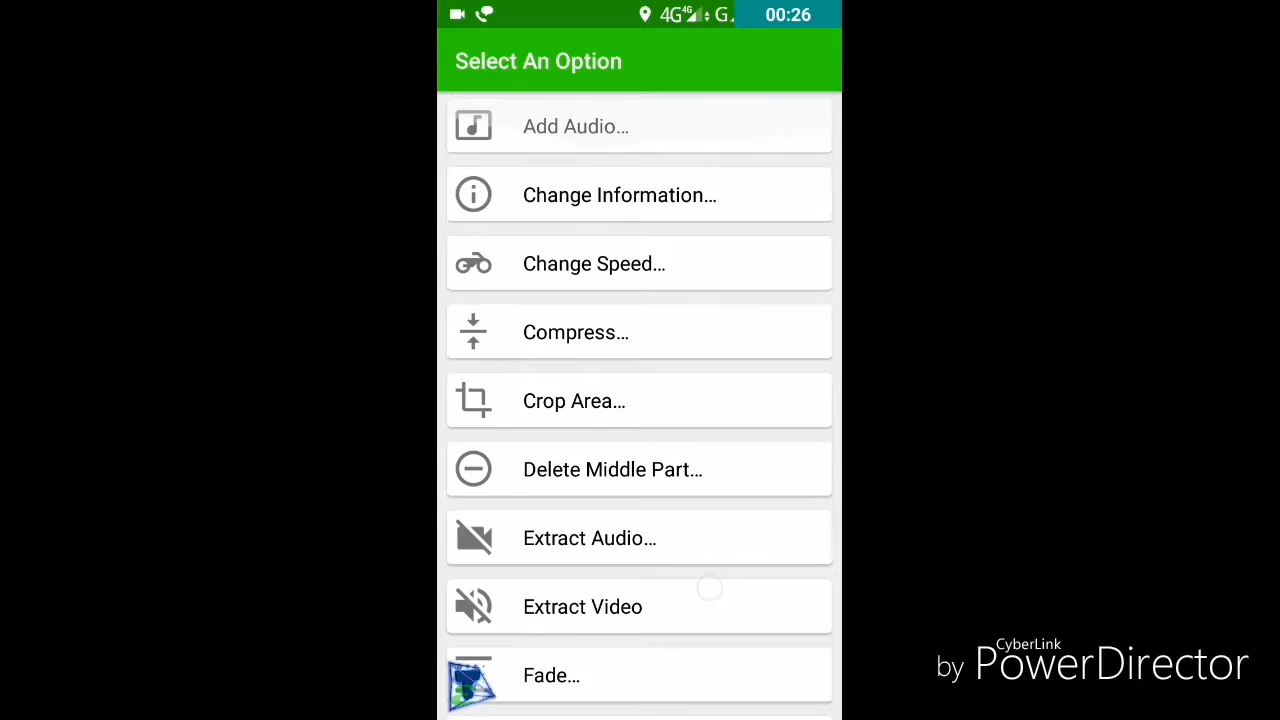 4G 4G G 00:26
Select An Option
Add Audio…
Change Information…
Change Speed…
Compress…
Crop Area…
Delete Middle Part…
Extract Audio…
Extract Video
Fade…
CyberLink
by PowerDirector